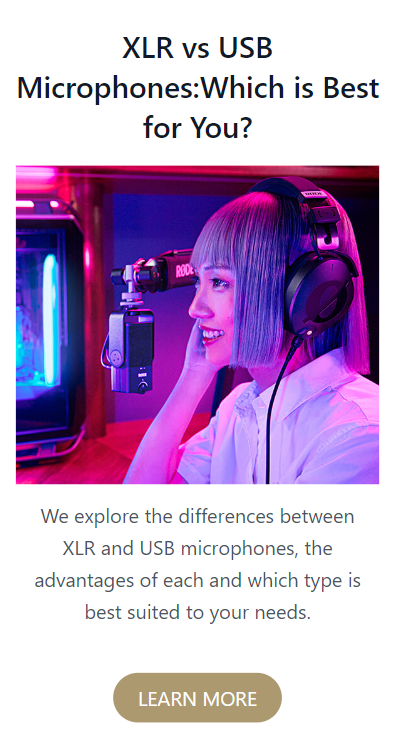 XLR vs USB
Microphones:Which is Best
for You?
RØDE
RØDE
We explore the differences between
XLR and USB microphones, the
advantages of each and which type is
best suited to your needs.
LEARN MORE